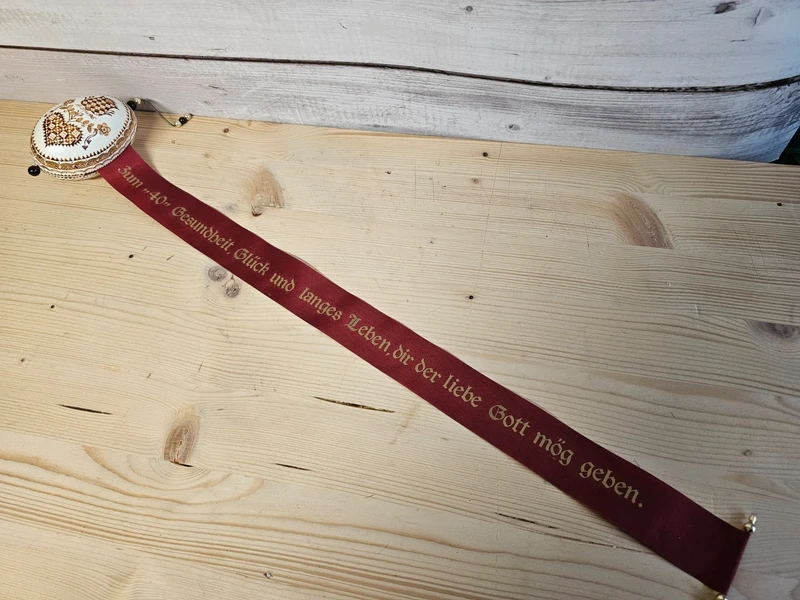 Zum „40„ Gesundheit, Glück und langes Leben, dir der liebe Gott mög geben.